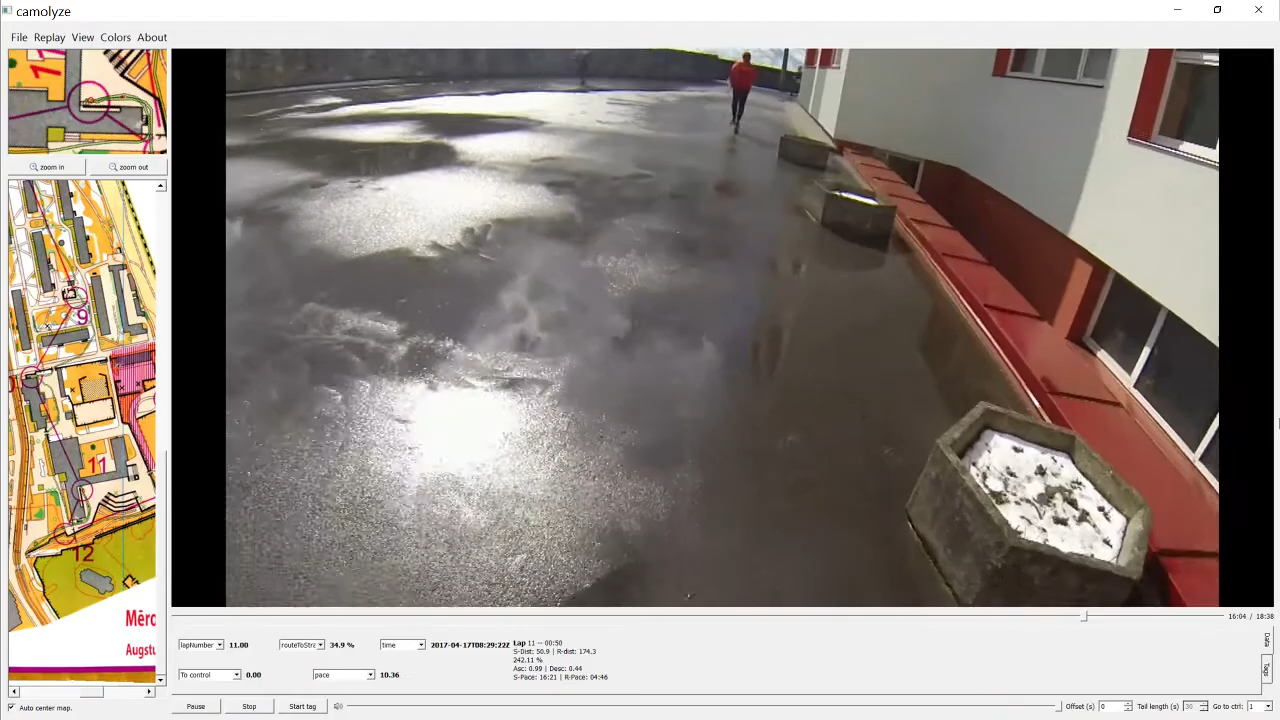 camolyze
File Replay View Colors About
11
zoom in zoom out
9
11
12
Mērc
Augstu
16:04 / 18:38
Data
Tags
lapNumber 11.00 routeToStra 34.9 % time 2017-04-17T08:29:22Z
Lap 11 -- 00:50
S-Dist: 50.9 | R-dist: 174.3
242.11 %
Asc: 0.99 | Desc: 0.44
S-Pace: 16:21 | R-Pace: 04:46
To control 0.00 pace 10.36
Auto center map.
Pause Stop Start tag Offset (s) 0 Tail length (s) 30 Go to ctrl: 1